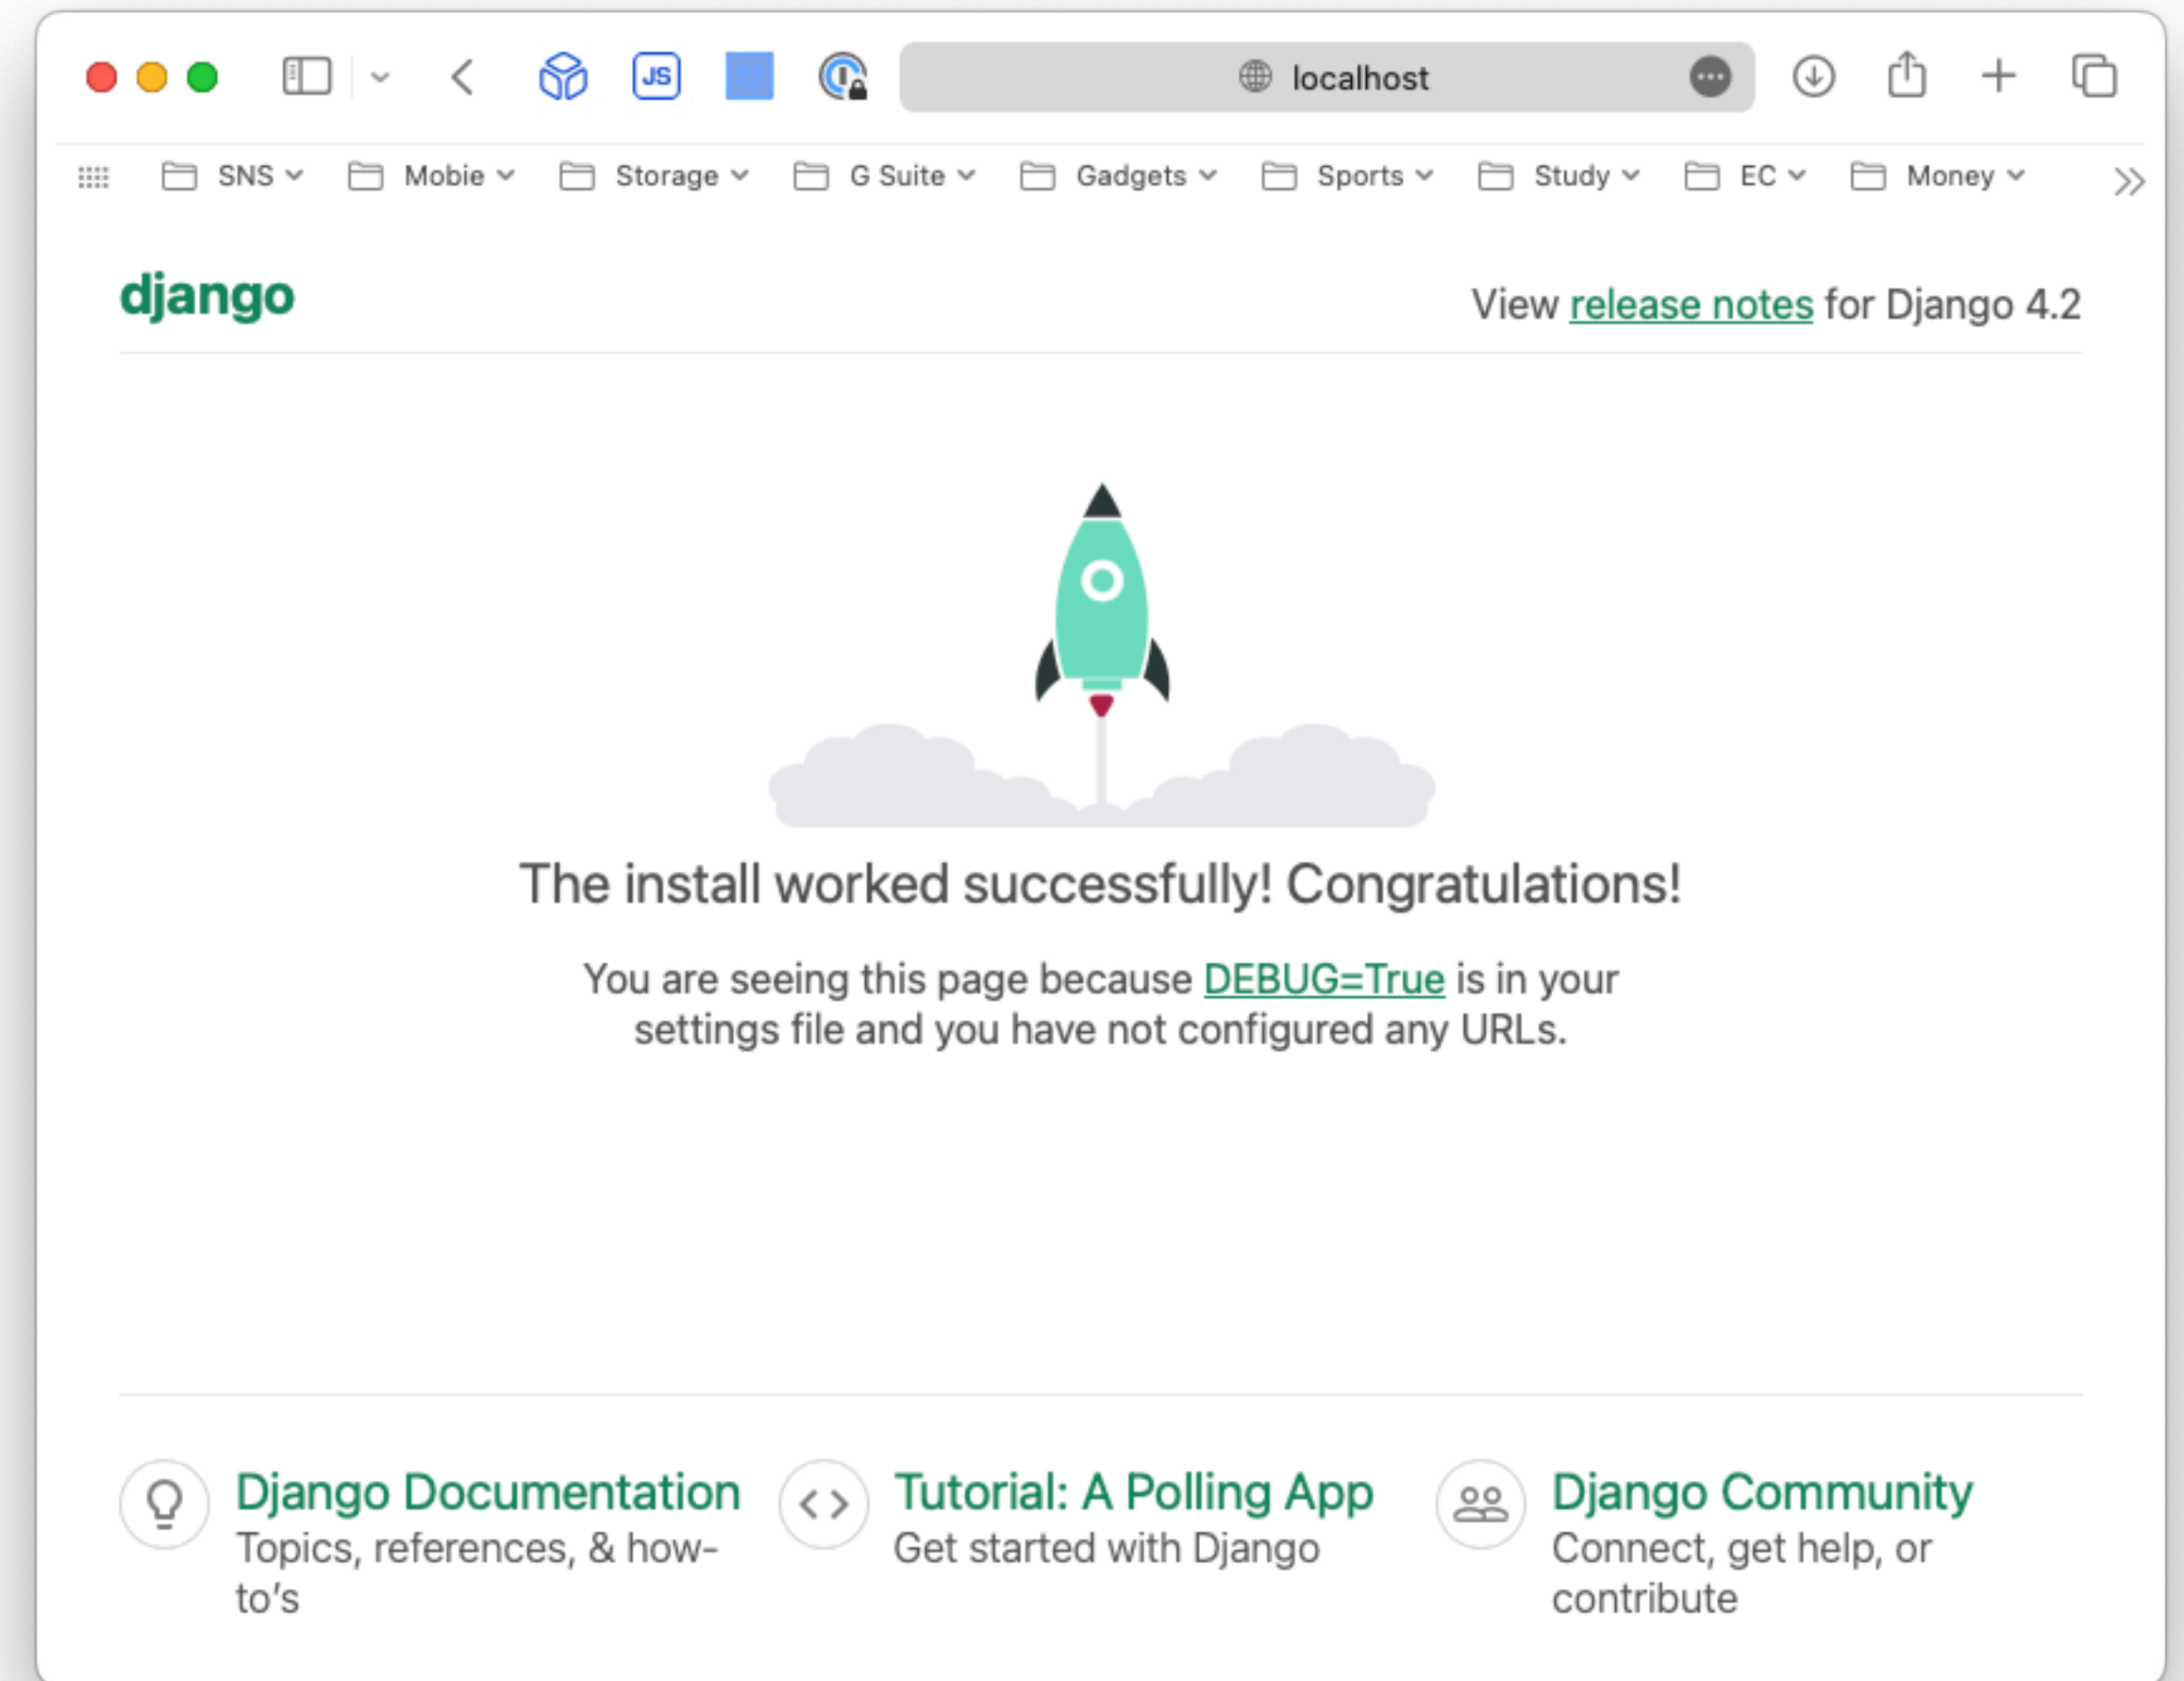 JS
localhost
SNS Mobie Storage G Suite Gadgets Sports Study EC Money
django
View release notes for Django 4.2
The install worked successfully! Congratulations!
You are seeing this page because DEBUG=True is in your
settings file and you have not configured any URLs.
Django Documentation
Topics, references, & how-
to's
Tutorial: A Polling App
Get started with Django
Django Community
Connect, get help, or
contribute